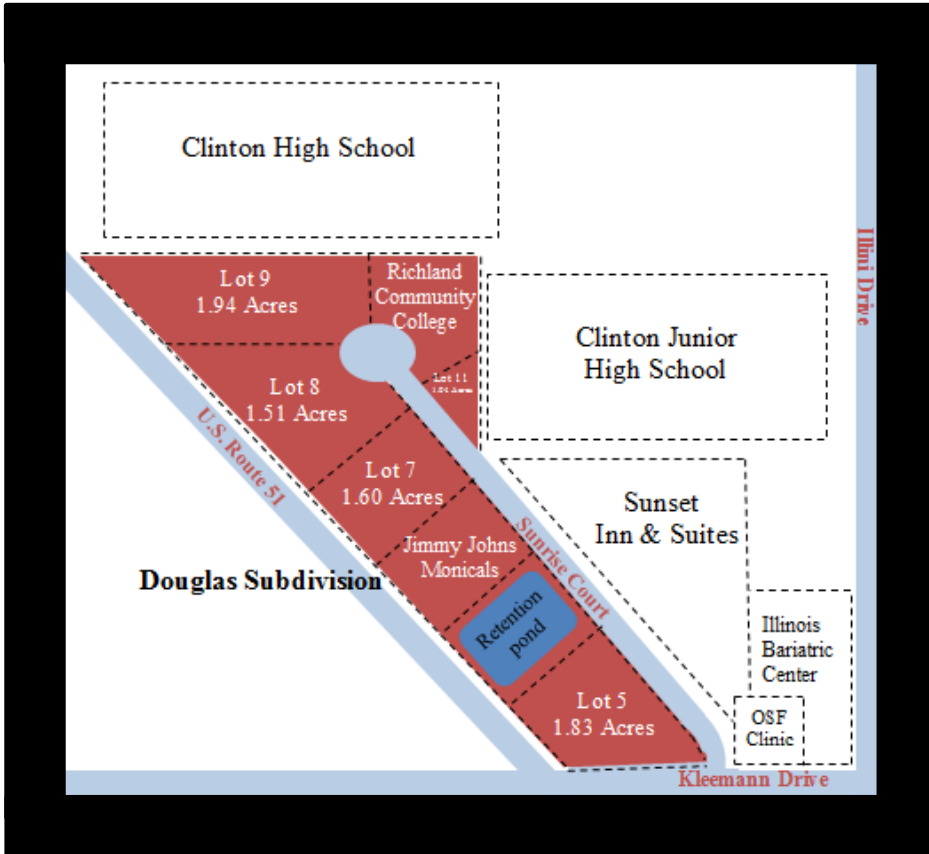 Clinton High School
Lot 9
1.94 Acres
Richland
Community
College
Illini Drive
Clinton Junior
High School
Lot 11
Lot 8
1.51 Acres
U.S. Route 51
Lot 7
1.60 Acres
Sunset
Inn & Suites
Jimmy Johns
Monicals
Sunrise Court
Douglas Subdivision
Retention
pond
Illinois
Bariatric
Center
Lot 5
1.83 Acres
OSF
Clinic
Kleemann Drive